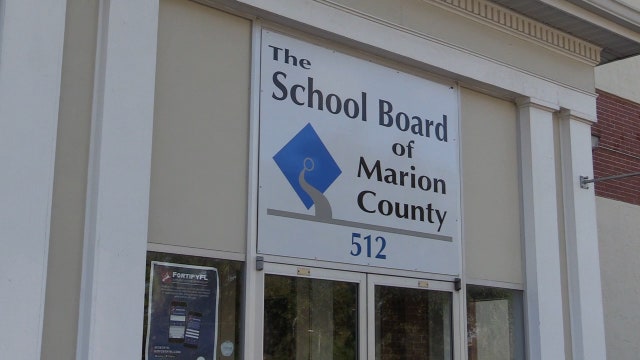 The
School Board
of
Marion
County
512
FORTIFYFL